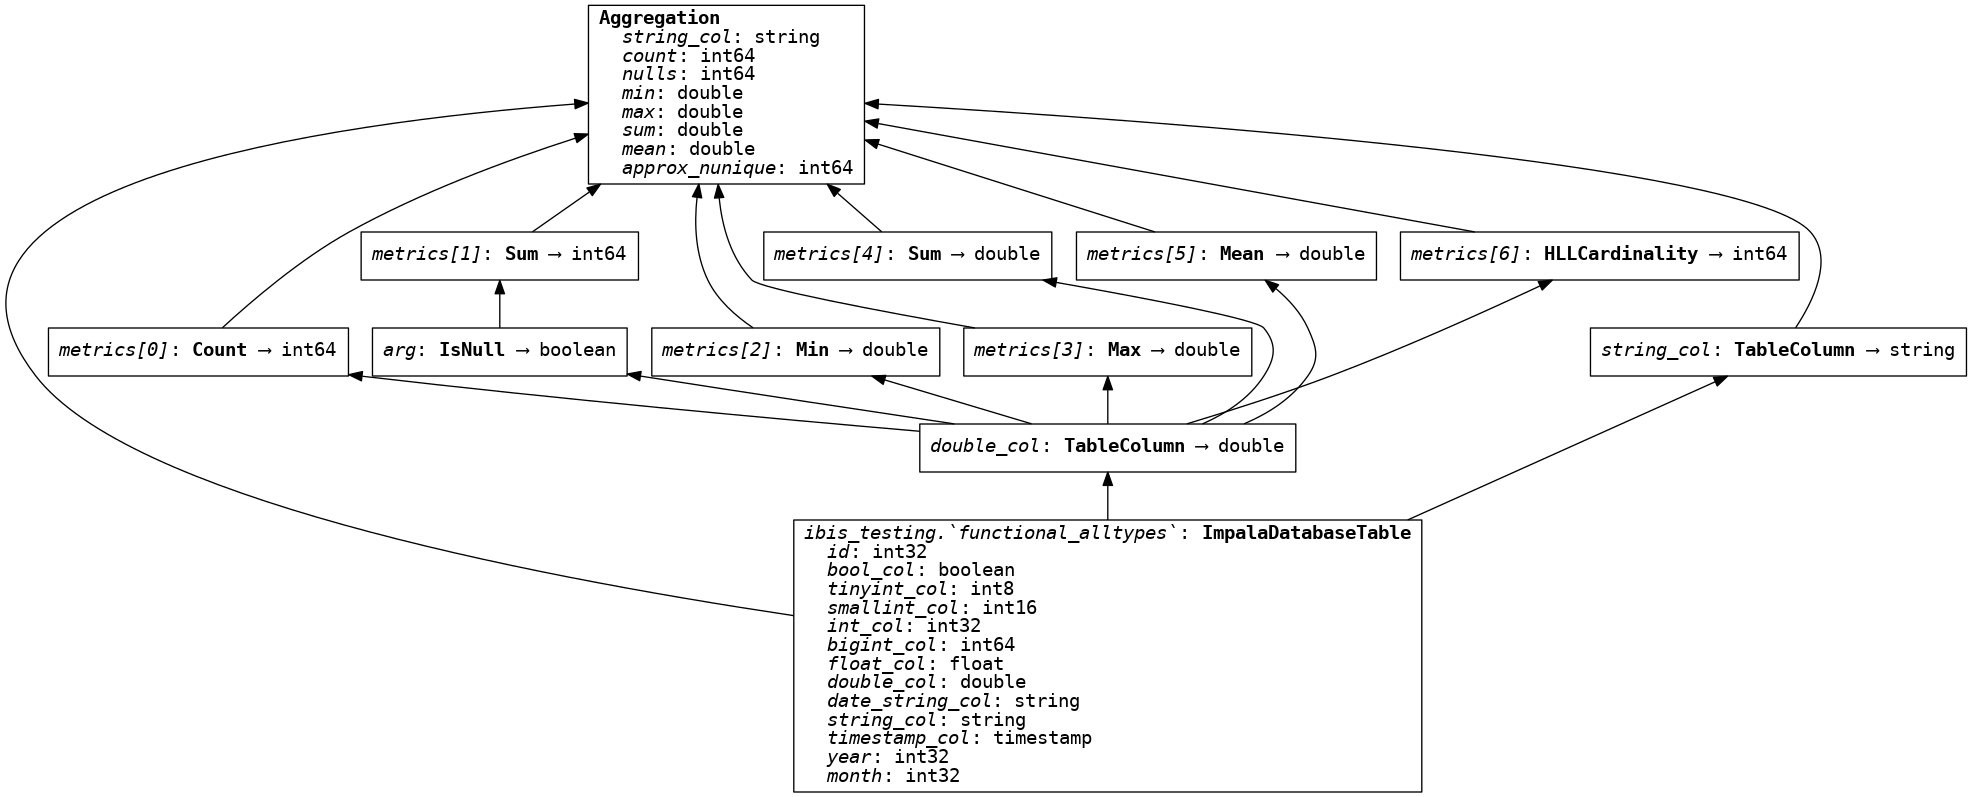 Aggregation
string_col: string
count: int64
nulls: int64
min: double
max: double
sum: double
mean: double
approx_nunique: int64
metrics[1]: Sum → int64
metrics[4]: Sum → double
metrics[5]: Mean → double
metrics[6]: HLLCardinality → int64
metrics[0]: Count → int64
arg: IsNull → boolean
metrics[2]: Min → double
metrics[3]: Max → double
string_col: TableColumn → string
double_col: TableColumn → double
ibis_testing.`functional_alltypes`: ImpalaDatabaseTable
id: int32
bool_col: boolean
tinyint_col: int8
smallint_col: int16
int_col: int32
bigint_col: int64
float_col: float
double_col: double
date_string_col: string
string_col: string
timestamp_col: timestamp
year: int32
month: int32